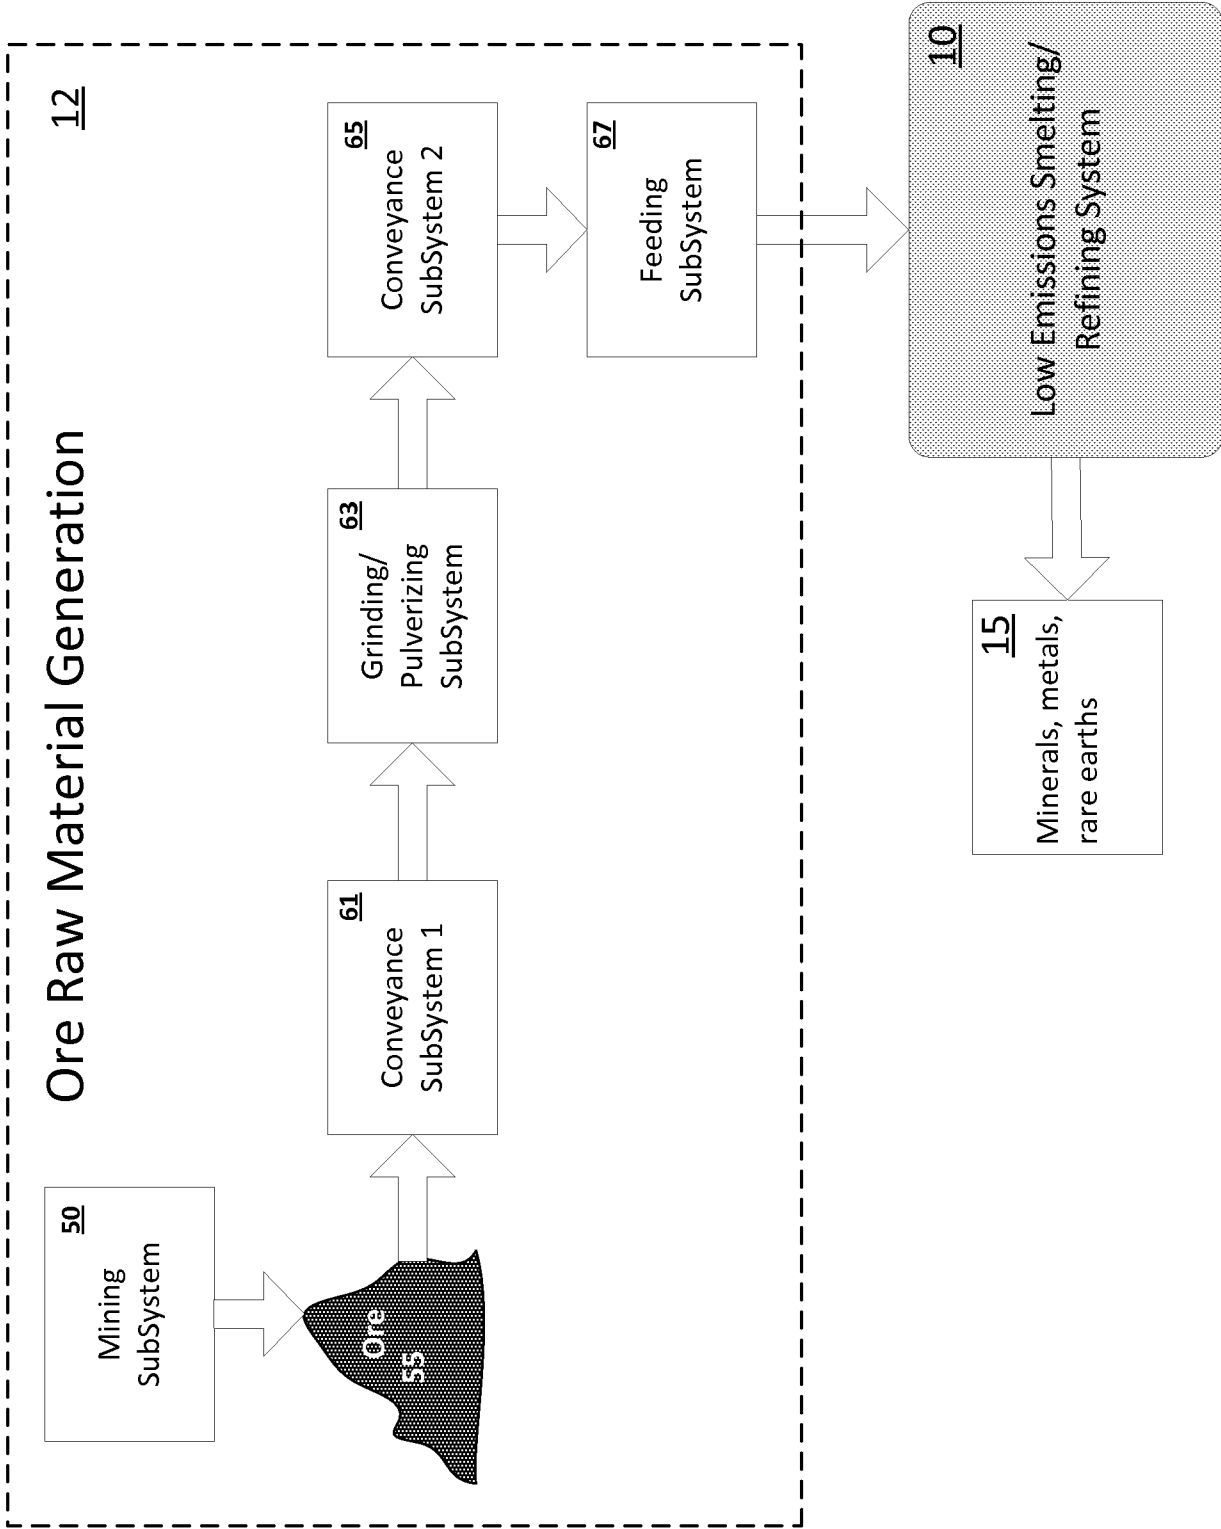 Ore Raw Material Generation
12
50
Mining
SubSystem
Ore
55
61
Conveyance
SubSystem 1
63
Grinding/
Pulverizing
SubSystem
65
Conveyance
SubSystem 2
67
Feeding
SubSystem
10
Low Emissions Smelting/
Refining System
15
Minerals, metals,
rare earths